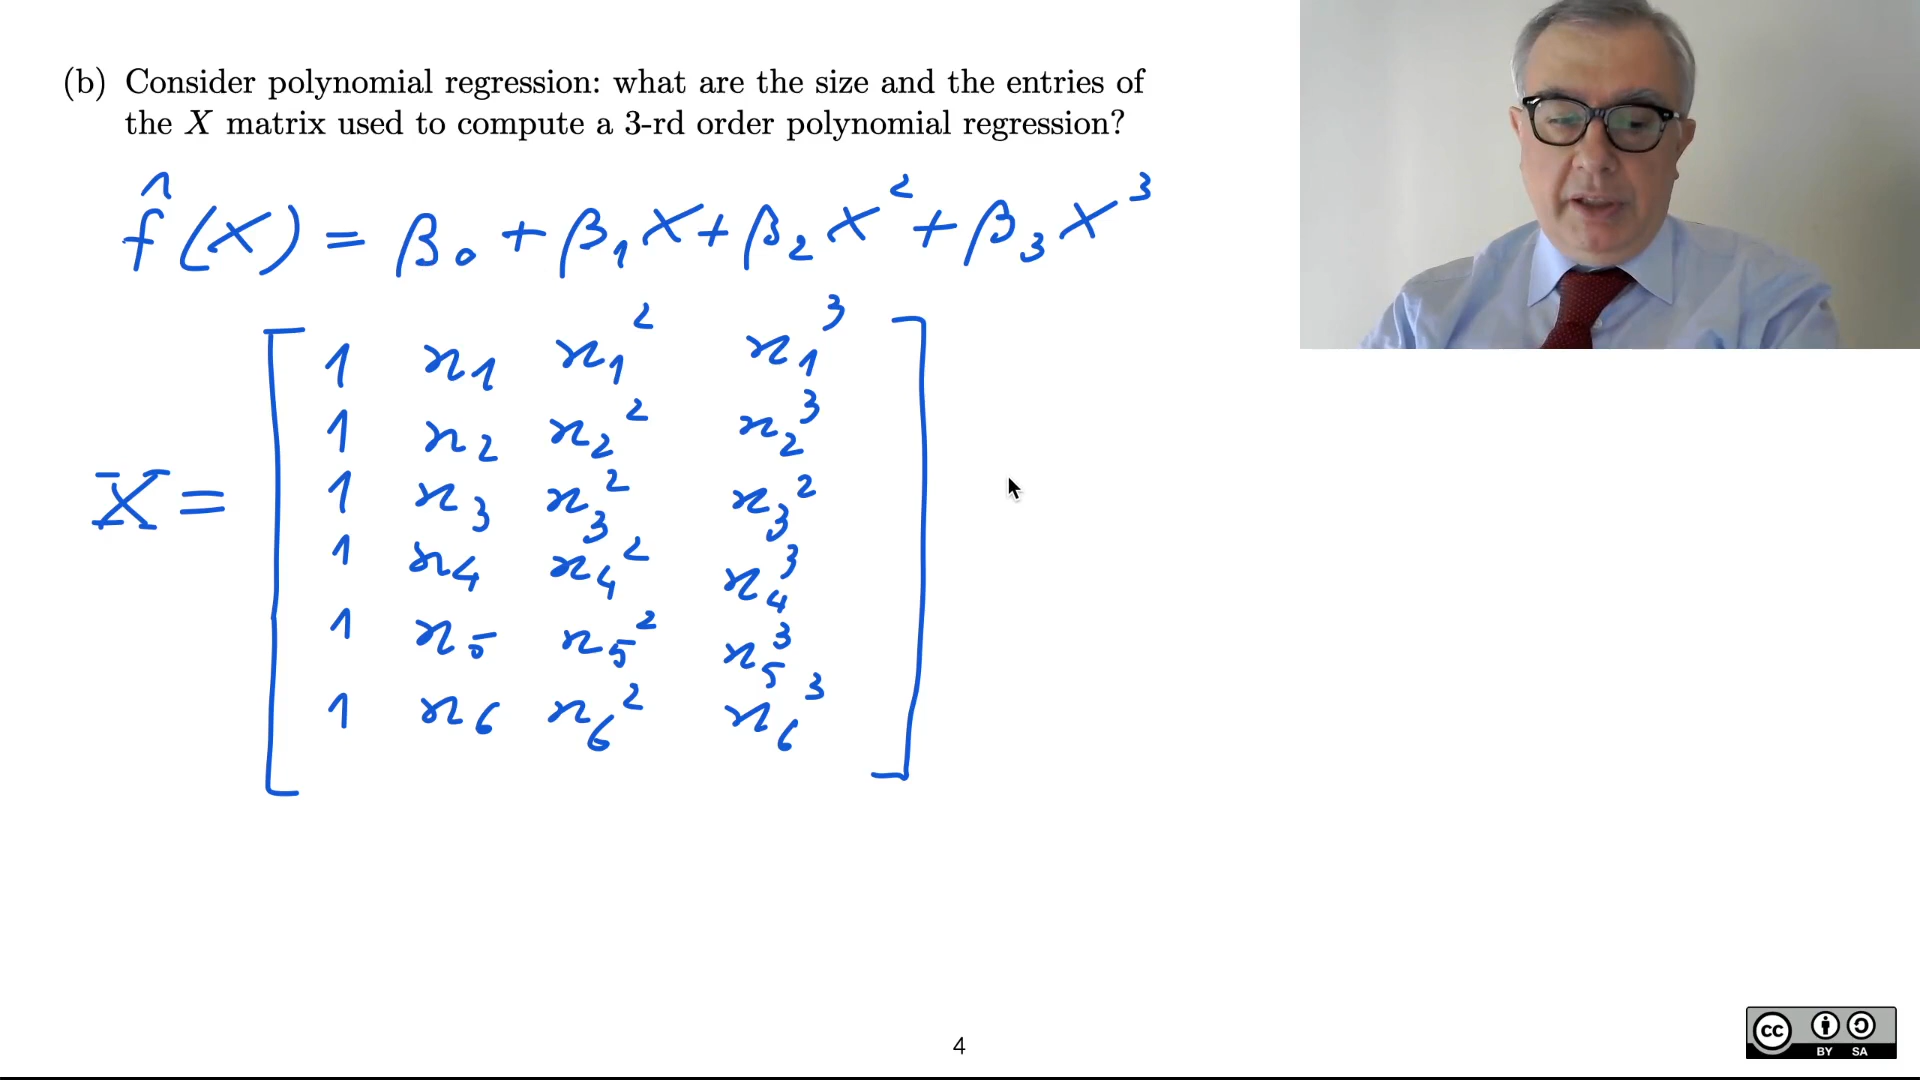 (b) Consider polynomial regression: what are the size and the entries of
the X matrix used to compute a 3-rd order polynomial regression?
f̂(X) = β₀ + β₁X + β₂X² + β₃X³
1 x₁ x₁² x₁³
1 x₂ x₂² x₂³
X = 1 x₃ x₃² x₃²
1 x₄ x₄² x₄³
1 x₅ x₅² x₅³
1 x₆ x₆² x₆³
4
cc
BY SA